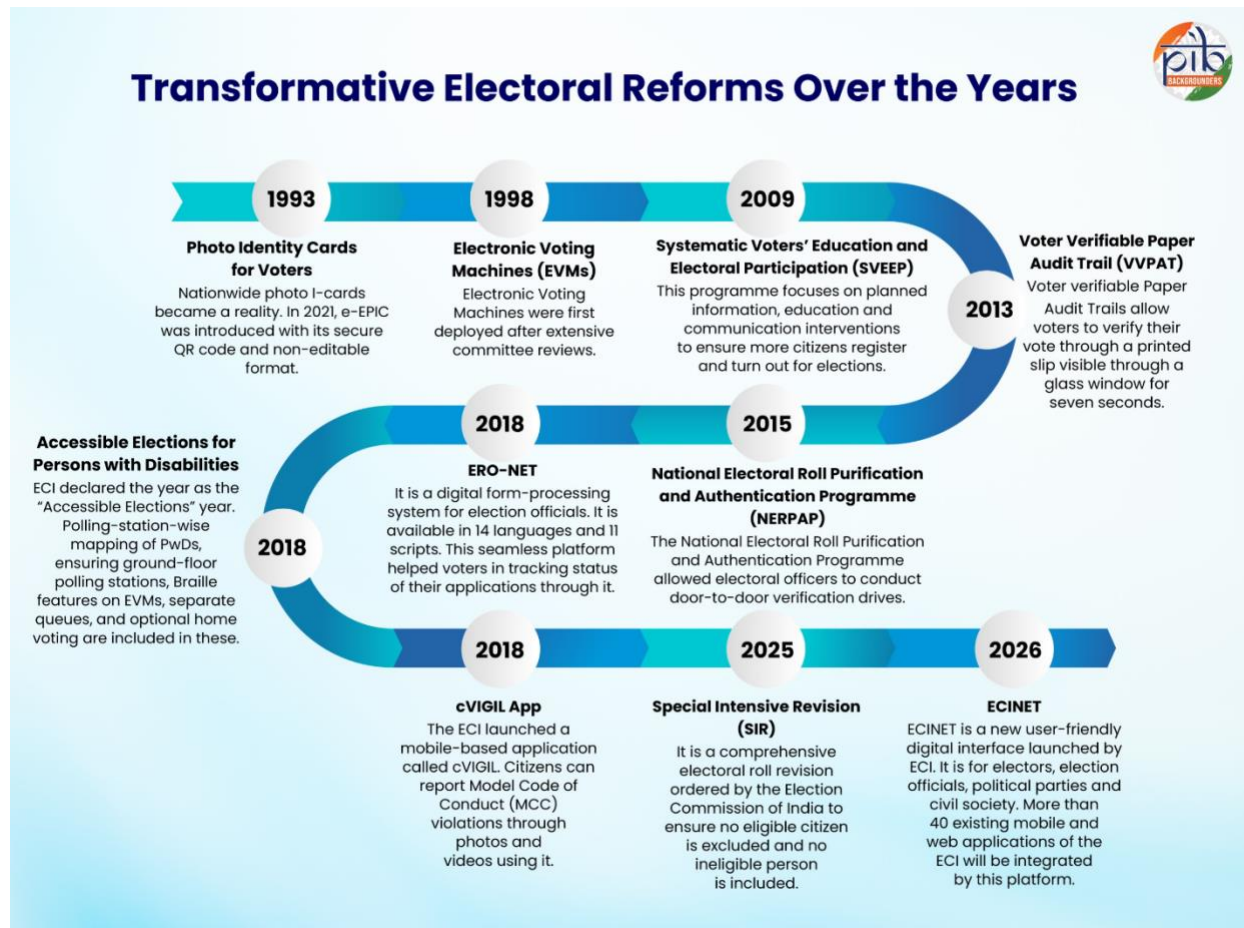 pib
BACKGROUNDERS
Transformative Electoral Reforms Over the Years
1993
Photo Identity Cards
for Voters
Nationwide photo I-cards
became a reality. In 2021, e-EPIC
was introduced with its secure
QR code and non-editable
format.
1998
Electronic Voting
Machines (EVMs)
Electronic Voting
Machines were first
deployed after extensive
committee reviews.
2009
Systematic Voters’ Education and
Electoral Participation (SVEEP)
This programme focuses on planned
information, education and
communication interventions
to ensure more citizens register
and turn out for elections.
2013
Voter Verifiable Paper
Audit Trail (VVPAT)
Voter verifiable Paper
Audit Trails allow
voters to verify their
vote through a printed
slip visible through a
glass window for
seven seconds.
2015
National Electoral Roll Purification
and Authentication Programme
(NERPAP)
The National Electoral Roll Purification
and Authentication Programme
allowed electoral officers to conduct
door-to-door verification drives.
2018
ERO-NET
It is a digital form-processing
system for election officials. It is
available in 14 languages and 11
scripts. This seamless platform
helped voters in tracking status
of their applications through it.
2018
Accessible Elections for
Persons with Disabilities
ECI declared the year as the
“Accessible Elections” year.
Polling-station-wise
mapping of PwDs,
ensuring ground-floor
polling stations, Braille
features on EVMs, separate
queues, and optional home
voting are included in these.
2018
cVIGIL App
The ECI launched a
mobile-based application
called cVIGIL. Citizens can
report Model Code of
Conduct (MCC)
violations through
photos and
videos using it.
2025
Special Intensive Revision
(SIR)
It is a comprehensive
electoral roll revision
ordered by the Election
Commission of India to
ensure no eligible citizen
is excluded and no
ineligible person
is included.
2026
ECINET
ECINET is a new user-friendly
digital interface launched by
ECI. It is for electors, election
officials, political parties and
civil society. More than
40 existing mobile and
web applications of the
ECI will be integrated
by this platform.